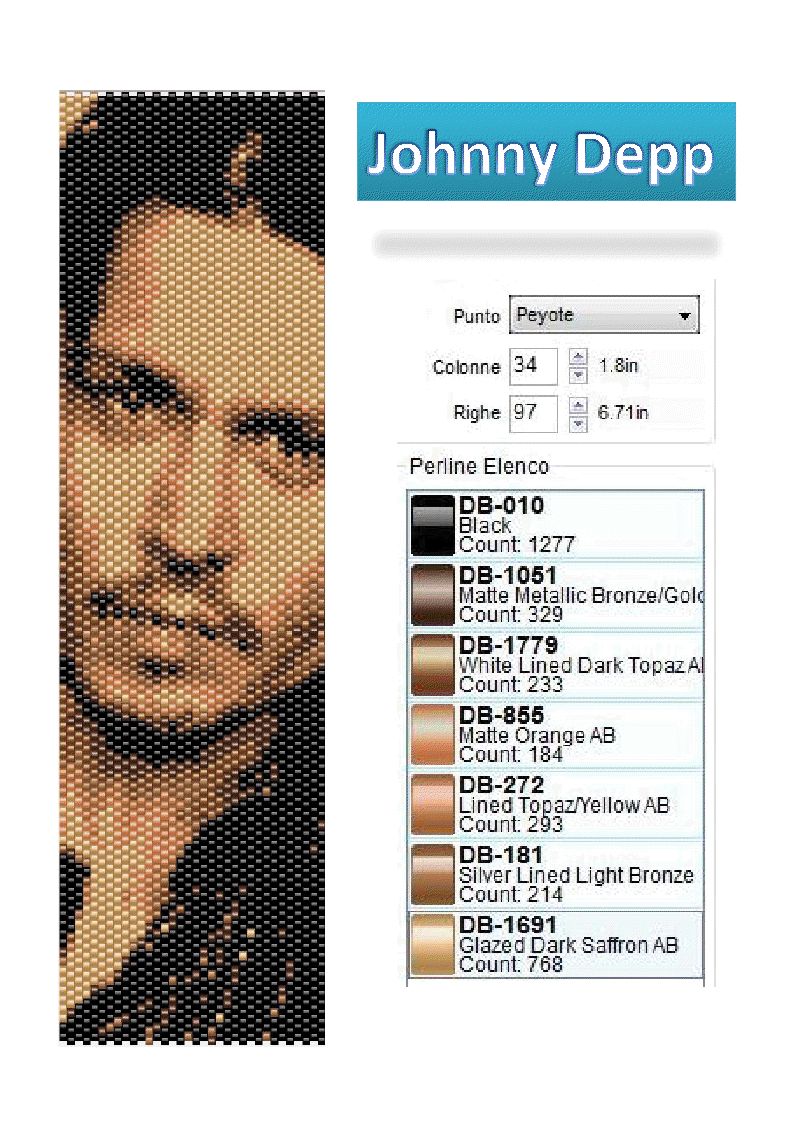 Johnny Depp
Punto Peyote
Colonne 34 1.8in
Righe 97 6.71in
Perline Elenco
DB-010
Black
Count: 1277
DB-1051
Matte Metallic Bronze/Gold
Count: 329
DB-1779
White Lined Dark Topaz A
Count: 233
DB-855
Matte Orange AB
Count: 184
DB-272
Lined Topaz/Yellow AB
Count: 293
DB-181
Silver Lined Light Bronze
Count: 214
DB-1691
Glazed Dark Saffron AB
Count: 768